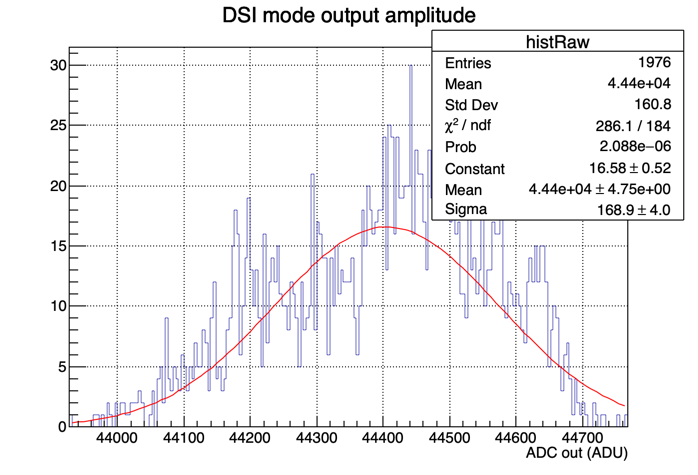 DSI mode output amplitude
histRaw
Entries 1976
Mean 4.44e+04
Std Dev 160.8
χ² / ndf 286.1 / 184
Prob 2.088e−06
Constant 16.58 ± 0.52
Mean 4.44e+04 ± 4.75e+00
Sigma 168.9 ± 4.0
30
25
20
15
10
5
0
44000 44100 44200 44300 44400 44500 44600 44700
ADC out (ADU)